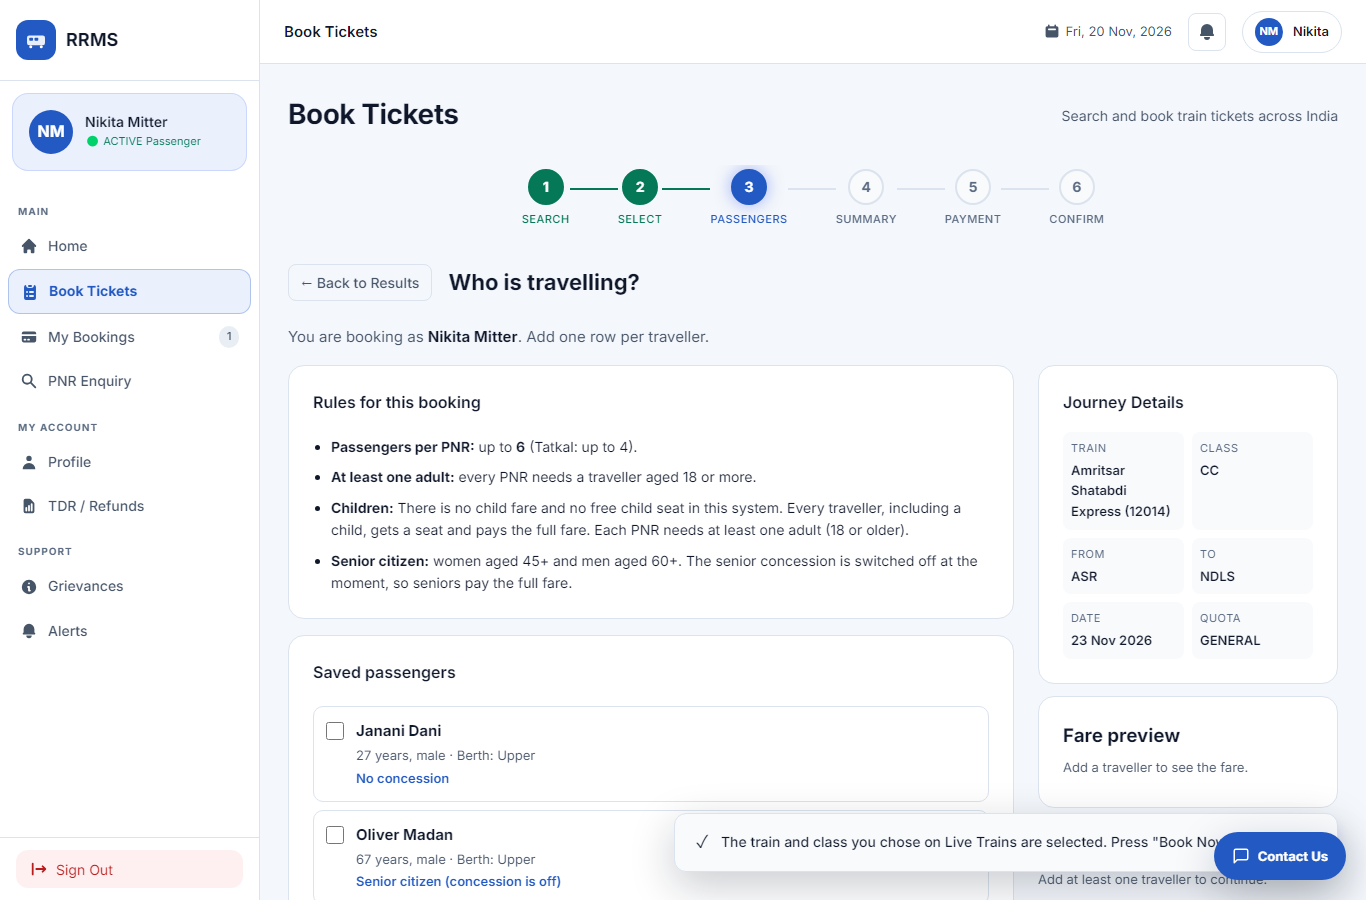 RRMS
Book Tickets
Fri, 20 Nov, 2026
NM
Nikita
NM
Nikita Mitter
ACTIVE Passenger
MAIN
Home
Book Tickets
My Bookings
1
PNR Enquiry
MY ACCOUNT
Profile
TDR / Refunds
SUPPORT
Grievances
Alerts
Sign Out
Book Tickets
Search and book train tickets across India
1
2
3
4
5
6
SEARCH
SELECT
PASSENGERS
SUMMARY
PAYMENT
CONFIRM
← Back to Results
Who is travelling?
You are booking as Nikita Mitter. Add one row per traveller.
Rules for this booking
• Passengers per PNR: up to 6 (Tatkal: up to 4).
• At least one adult: every PNR needs a traveller aged 18 or more.
• Children: There is no child fare and no free child seat in this system. Every traveller, including a
child, gets a seat and pays the full fare. Each PNR needs at least one adult (18 or older).
• Senior citizen: women aged 45+ and men aged 60+. The senior concession is switched off at the
moment, so seniors pay the full fare.
Saved passengers
Janani Dani
27 years, male · Berth: Upper
No concession
Oliver Madan
67 years, male · Berth: Upper
Senior citizen (concession is off)
Journey Details
TRAIN
Amritsar
Shatabdi
Express (12014)
CLASS
CC
FROM
ASR
TO
NDLS
DATE
23 Nov 2026
QUOTA
GENERAL
Fare preview
Add a traveller to see the fare.
✓ The train and class you chose on Live Trains are selected. Press "Book
Contact Us
Add at least one traveller to continue.